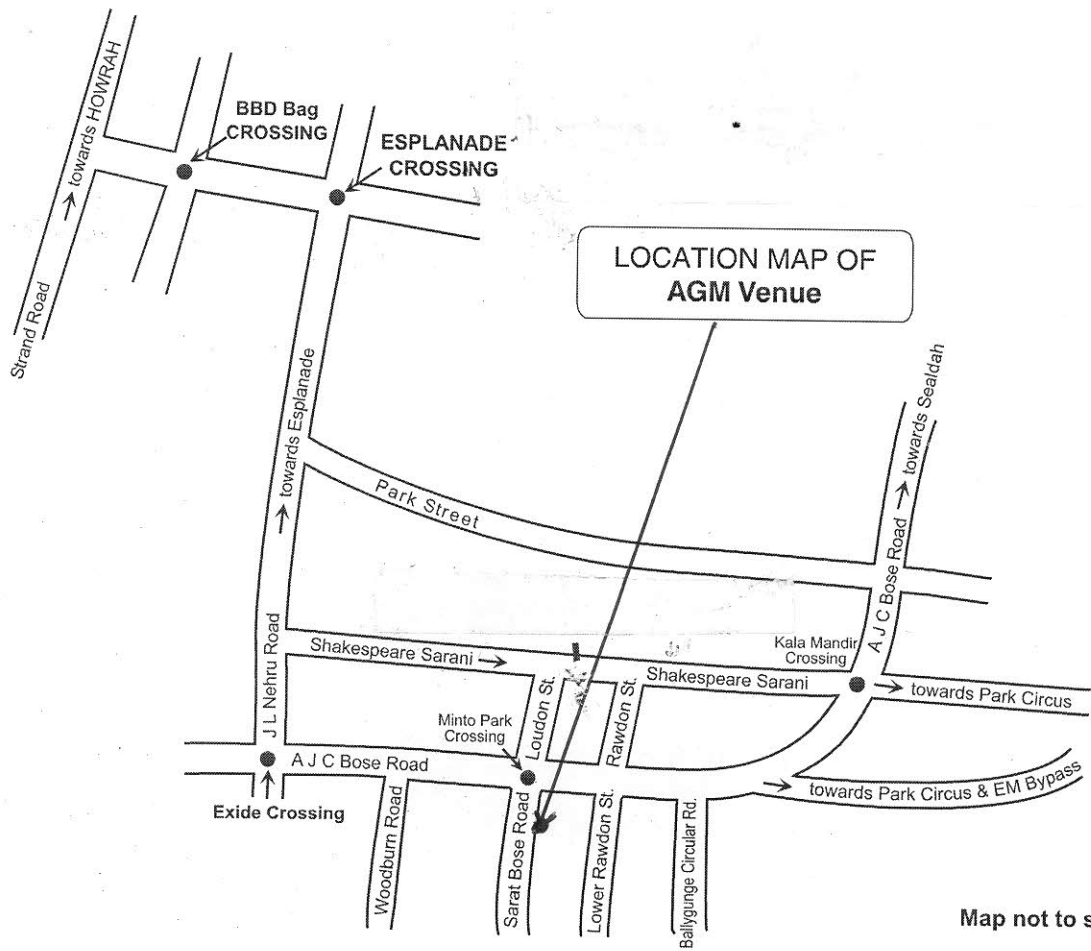 towards HOWRAH
Strand Road
BBD Bag
CROSSING
ESPLANADE
CROSSING
LOCATION MAP OF
AGM Venue
towards Esplanade
J L Nehru Road
Park Street
towards Sealdah
A J C Bose Road
Kala Mandir
Crossing
Shakespeare Sarani
Shakespeare Sarani
towards Park Circus
Loudon St.
Rawdon St.
Minto Park
Crossing
A J C Bose Road
towards Park Circus & EM Bypass
Exide Crossing
Woodburn Road
Sarat Bose Road
Lower Rawdon St.
Ballygunge Circular Rd.
Map not to s